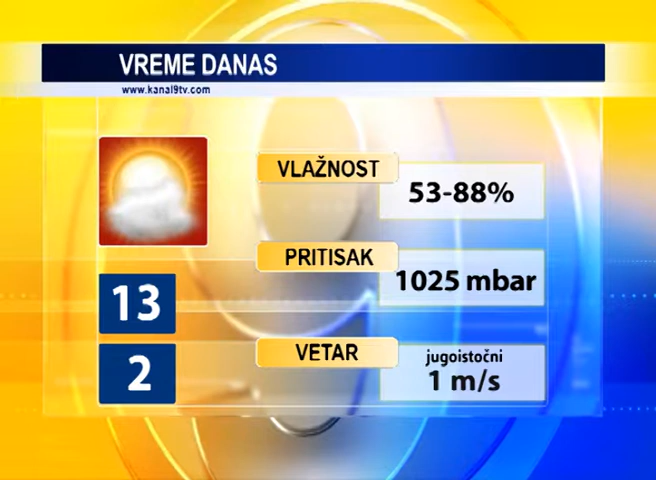 VREME DANAS
www.kanal9tv.com
VLAŽNOST
53-88%
PRITISAK
1025 mbar
13
2
VETAR
jugoistočni
1 m/s